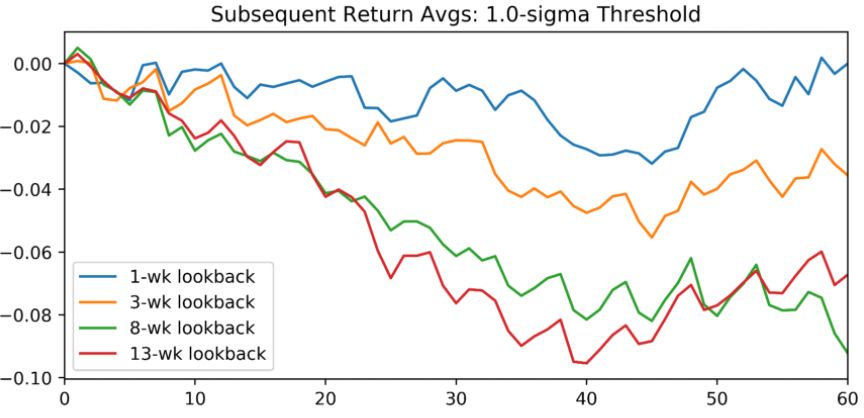 Subsequent Return Avgs: 1.0-sigma Threshold
0.00
−0.02
−0.04
−0.06
−0.08
−0.10
1-wk lookback
3-wk lookback
8-wk lookback
13-wk lookback
0 10 20 30 40 50 60